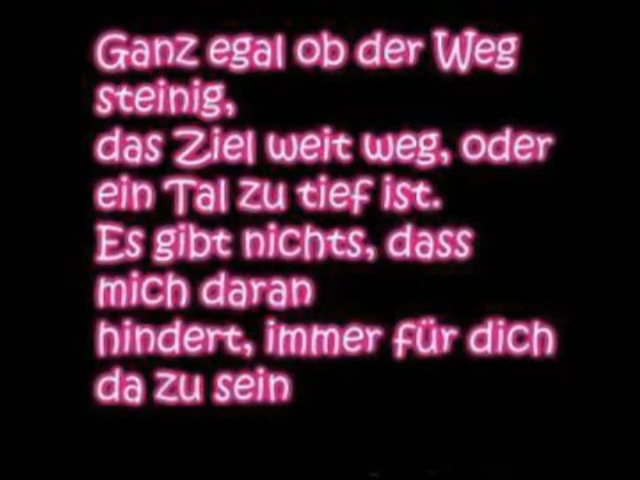 Ganz egal ob der Weg
steinig,
das Ziel weit weg, oder
ein Tal zu tief ist.
Es gibt nichts, dass
mich daran
hindert, immer für dich
da zu sein